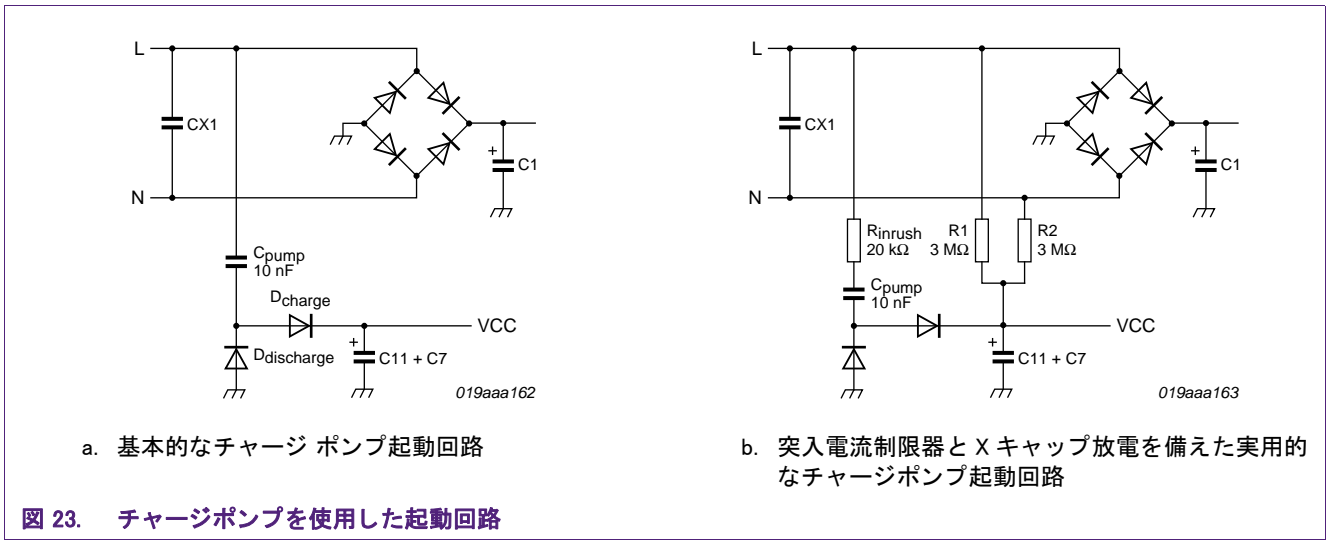 L
CX1
N
+
C1
Cpump
10 nF
Dcharge
VCC
Ddischarge
+
C11 + C7
019aaa162
a. 基本的なチャージ ポンプ起動回路
L
CX1
N
+
C1
Rinrush
20 kΩ
R1
3 MΩ
R2
3 MΩ
Cpump
10 nF
VCC
+
C11 + C7
019aaa163
b. 突入電流制限器と X キャップ放電を備えた実用的
なチャージポンプ起動回路
図 23. チャージポンプを使用した起動回路